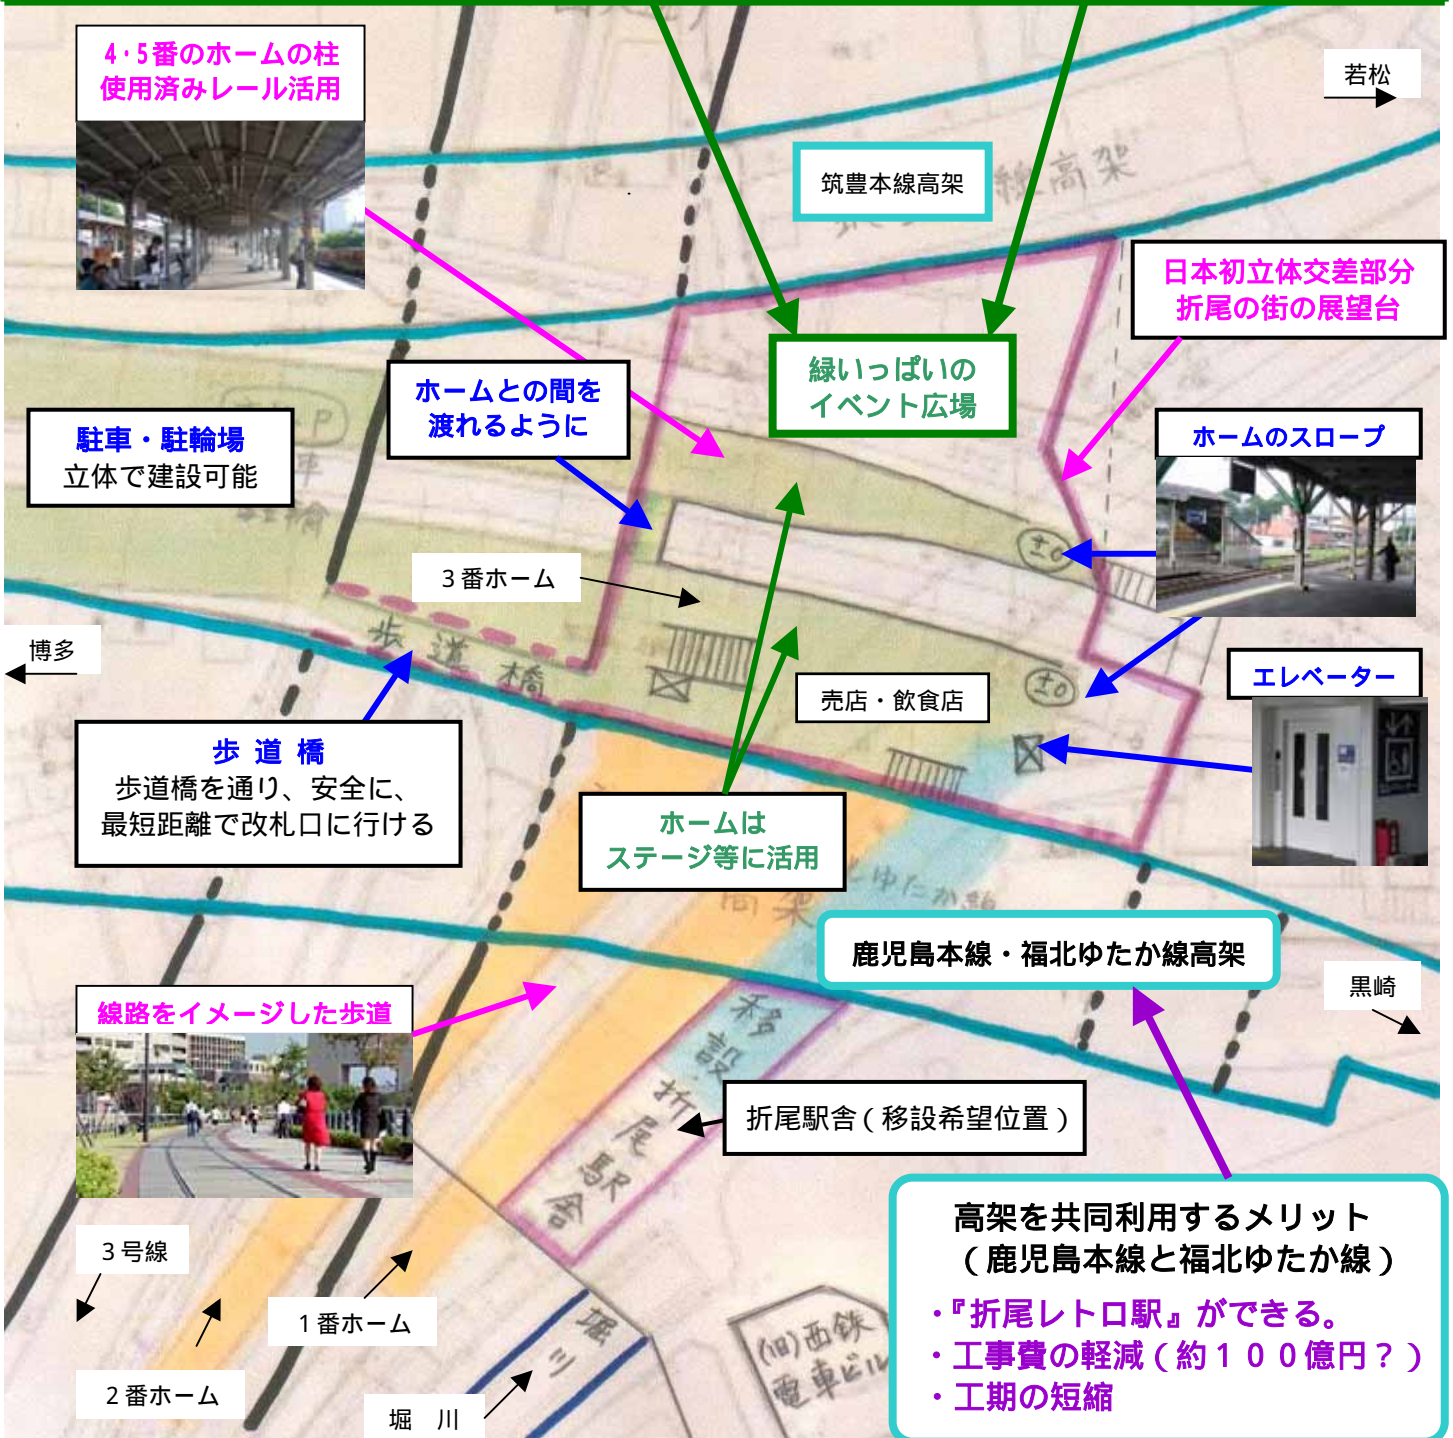 4・5番のホームの柱
使用済みレール活用
若松
筑豊本線高架
線高架
日本初立体交差部分
折尾の街の展望台
緑いっぱいの
イベント広場
ホームとの間を
渡れるように
駐車・駐輪場
立体で建設可能
P
車
輪
ホームのスロープ
±0
3番ホーム
歩道橋
博多
±0
売店・飲食店
エレベーター
歩 道 橋
歩道橋を通り、安全に、
最短距離で改札口に行ける
ホームは
ステージ等に活用
ゆたか線
高架
鹿児島本線・福北ゆたか線高架
黒崎
線路をイメージした歩道
移設
折尾駅舎
折尾駅舎(移設希望位置)
高架を共同利用するメリット
(鹿児島本線と福北ゆたか線)
・『折尾レトロ駅』ができる。
・工事費の軽減(約100億円?)
・工期の短縮
3号線
1番ホーム
2番ホーム
堀川
堀 川
(旧)西鉄
電車ビル